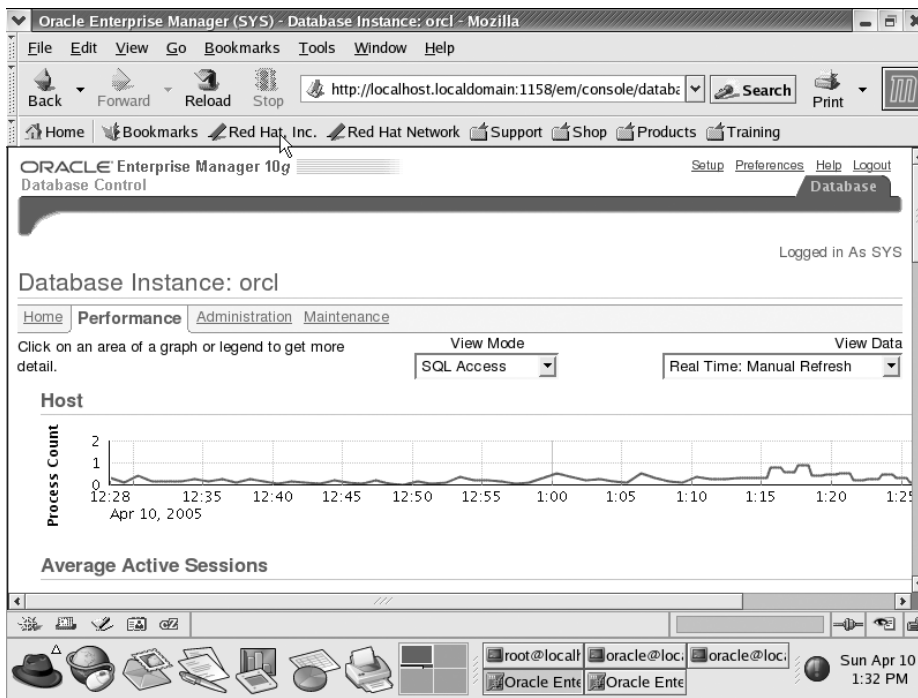 Oracle Enterprise Manager (SYS) - Database Instance: orcl - Mozilla
File Edit View Go Bookmarks Tools Window Help
Back Forward Reload Stop http://localhost.localdomain:1158/em/console/databa Search Print
Home Bookmarks Red Hat, Inc. Red Hat Network Support Shop Products Training
ORACLE Enterprise Manager 10g
Database Control
Setup Preferences Help Logout
Database
Logged in As SYS
Database Instance: orcl
Home Performance Administration Maintenance
Click on an area of a graph or legend to get more
detail.
View Mode
SQL Access
View Data
Real Time: Manual Refresh
Host
Process Count
2
1
0
12:28 12:35 12:40 12:45 12:50 12:55 1:00 1:05 1:10 1:15 1:20 1:25
Apr 10, 2005
Average Active Sessions
root@localh oracle@loc oracle@loc
Oracle Ente Oracle Ente
Sun Apr 10
1:32 PM